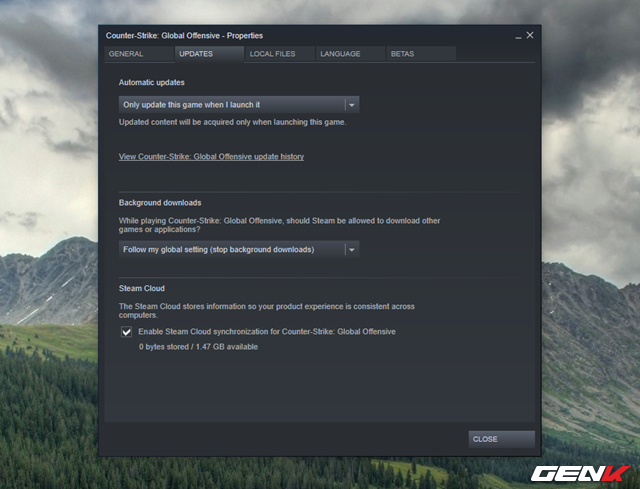 Counter-Strike: Global Offensive - Properties
GENERAL
UPDATES
LOCAL FILES
LANGUAGE
BETAS
Automatic updates
Only update this game when I launch it
Updated content will be acquired only when launching this game.
View Counter-Strike: Global Offensive update history
Background downloads
While playing Counter-Strike: Global Offensive, should Steam be allowed to download other
games or applications?
Follow my global setting (stop background downloads)
Steam Cloud
The Steam Cloud stores information so your product experience is consistent across
computers.
Enable Steam Cloud synchronization for Counter-Strike: Global Offensive
0 bytes stored / 1.47 GB available
CLOSE
GENK